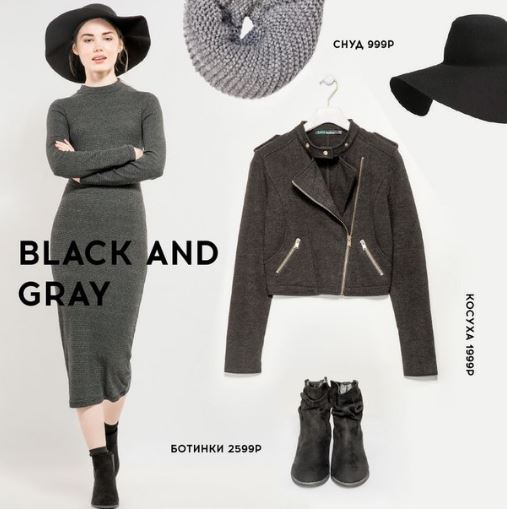 СНУД 999Р
BLACK AND
GRAY
КОСУХА 1999Р
БОТИНКИ 2599Р